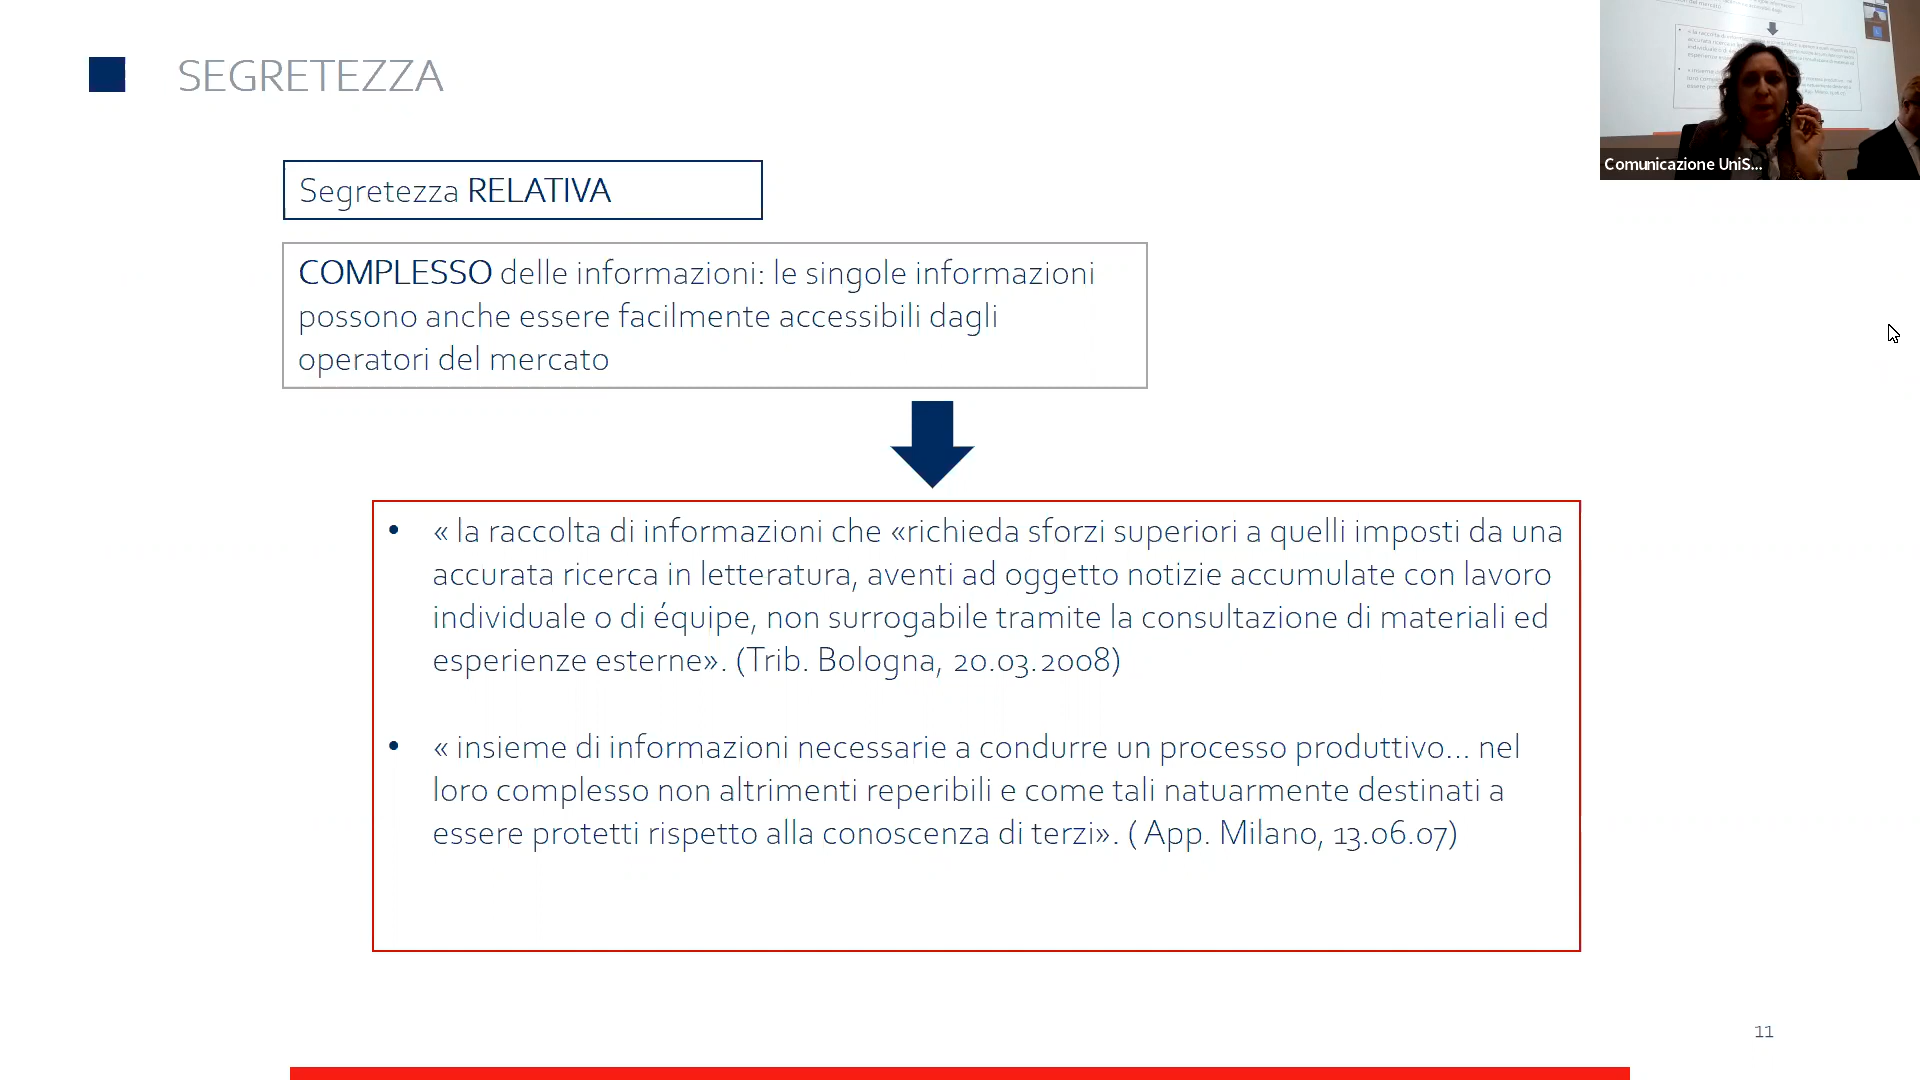 SEGRETEZZA
Segretezza RELATIVA
COMPLESSO delle informazioni: le singole informazioni
possono anche essere facilmente accessibili dagli
operatori del mercato
• « la raccolta di informazioni che «richieda sforzi superiori a quelli imposti da una
accurata ricerca in letteratura, aventi ad oggetto notizie accumulate con lavoro
individuale o di équipe, non surrogabile tramite la consultazione di materiali ed
esperienze esterne». (Trib. Bologna, 20.03.2008)
• « insieme di informazioni necessarie a condurre un processo produttivo... nel
loro complesso non altrimenti reperibili e come tali natuarmente destinati a
essere protetti rispetto alla conoscenza di terzi». ( App. Milano, 13.06.07)
11
Comunicazione UniS...